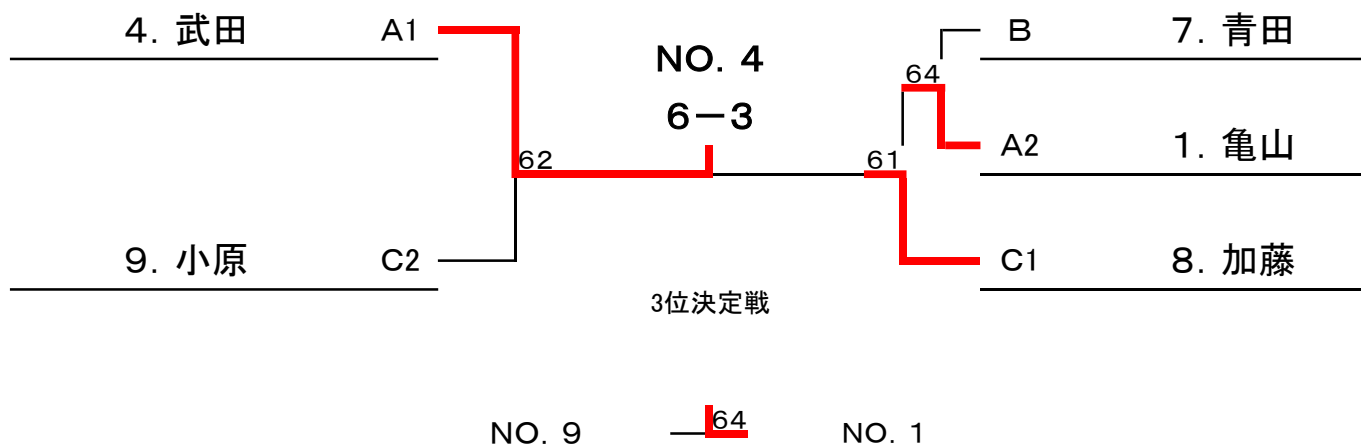 4. 武田 A1
NO. 4
6-3
B 7. 青田
64
A2 1. 亀山
62
61
9. 小原 C2
C1 8. 加藤
3位決定戦
NO. 9 64 NO. 1